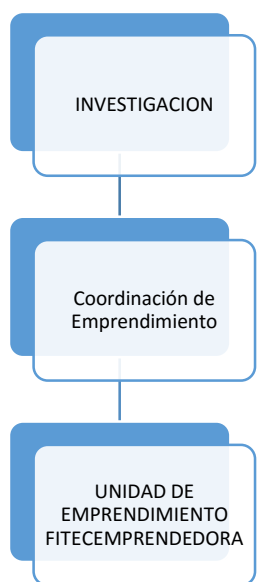 INVESTIGACION
Coordinación de
Emprendimiento
UNIDAD DE
EMPRENDIMIENTO
FITECEMPRENDEDORA